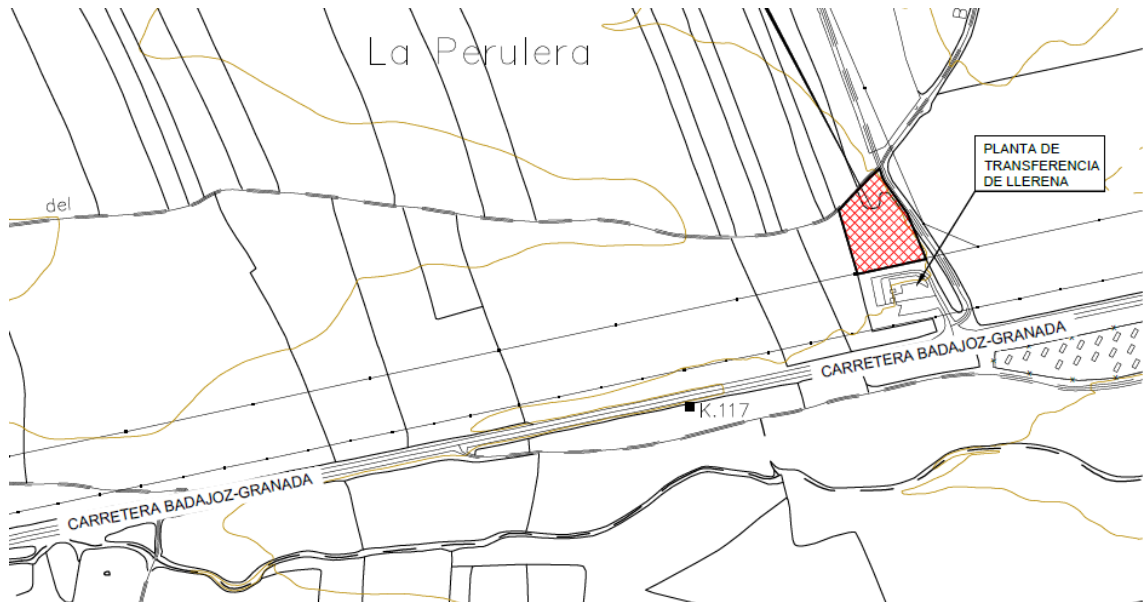 La Perulera
B
PLANTA DE
TRANSFERENCIA
DE LLERENA
del
CARRETERA BADAJOZ-GRANADA
K.117
CARRETERA BADAJOZ-GRANADA